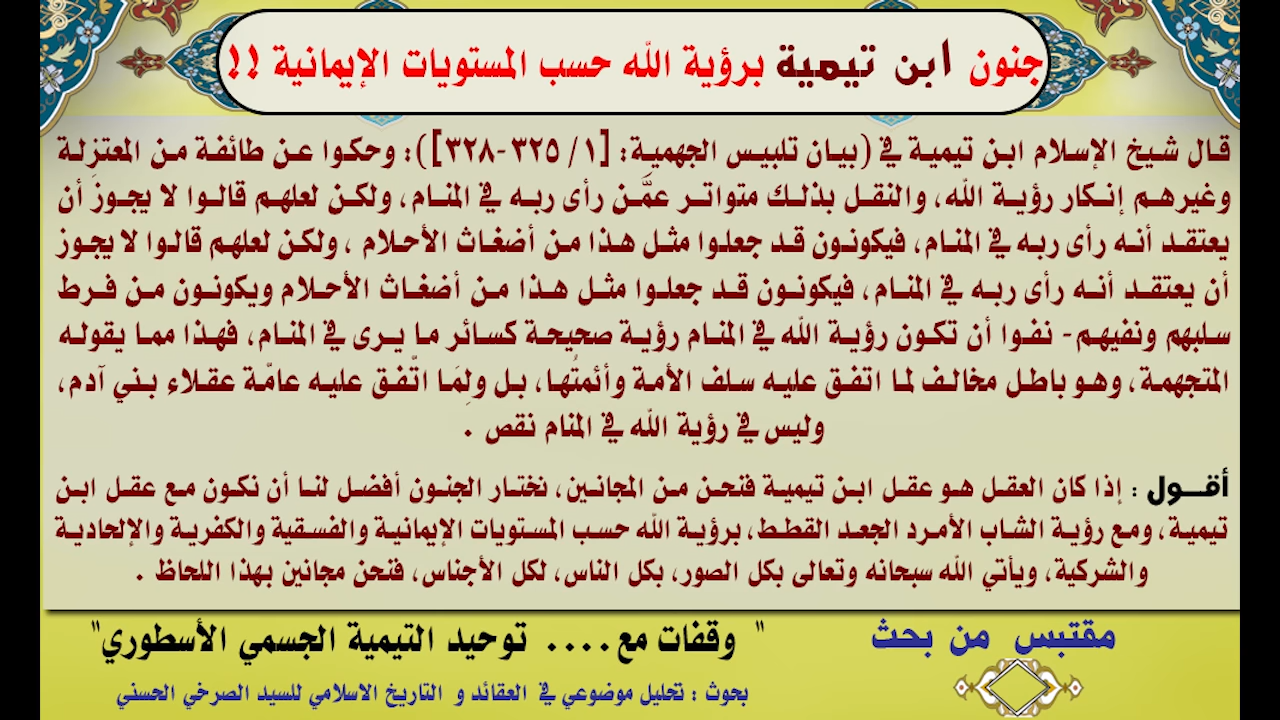 جنون ابن تيمية برؤية الله حسب المستويات الإيمانية !!
قال شيخ الإسلام ابن تيمية في (بيان تلبيس الجهمية: [١/ ٣٢٥-٣٢٨]): وحكوا عن طائفة من المعتزلة
وغيرهم إنكار رؤية الله، والنقل بذلك متواتر عمَّن رأى ربه في المنام، ولكن لعلهم قالوا لا يجوز أن
يعتقد أنه رأى ربه في المنام، فيكونون قد جعلوا مثل هذا من أضغاث الأحلام ، ولكن لعلهم قالوا لا يجوز
أن يعتقد أنه رأى ربه في المنام، فيكونون قد جعلوا مثل هذا من أضغاث الأحلام ويكونون من فرط
سلبهم ونفيهم- نفوا أن تكون رؤية الله في المنام رؤية صحيحة كسائر ما يرى في المنام، فهذا مما يقوله
المتجهمة، وهو باطل مخالف لما اتفق عليه سلف الأمة وأئمتُها، بل ولِمَا اتّفق عليه عامّة عقلاء بني آدم،
وليس في رؤية الله في المنام نقص .
أقول : إذا كان العقل هو عقل ابن تيمية فنحن من المجانين، نختار الجنون أفضل لنا أن نكون مع عقل ابن
تيمية، ومع رؤية الشاب الأمرد الجعد القطط، برؤية الله حسب المستويات الإيمانية والفسقية والكفرية والإلحادية
والشركية، ويأتي الله سبحانه وتعالى بكل الصور، بكل الناس، لكل الأجناس، فنحن مجانين بهذا اللحاظ .
مقتبس من بحث
" وقفات مع.... توحيد التيمية الجسمي الأسطوري"
بحوث : تحليل موضوعي في العقائد و التاريخ الاسلامي للسيد الصرخي الحسني